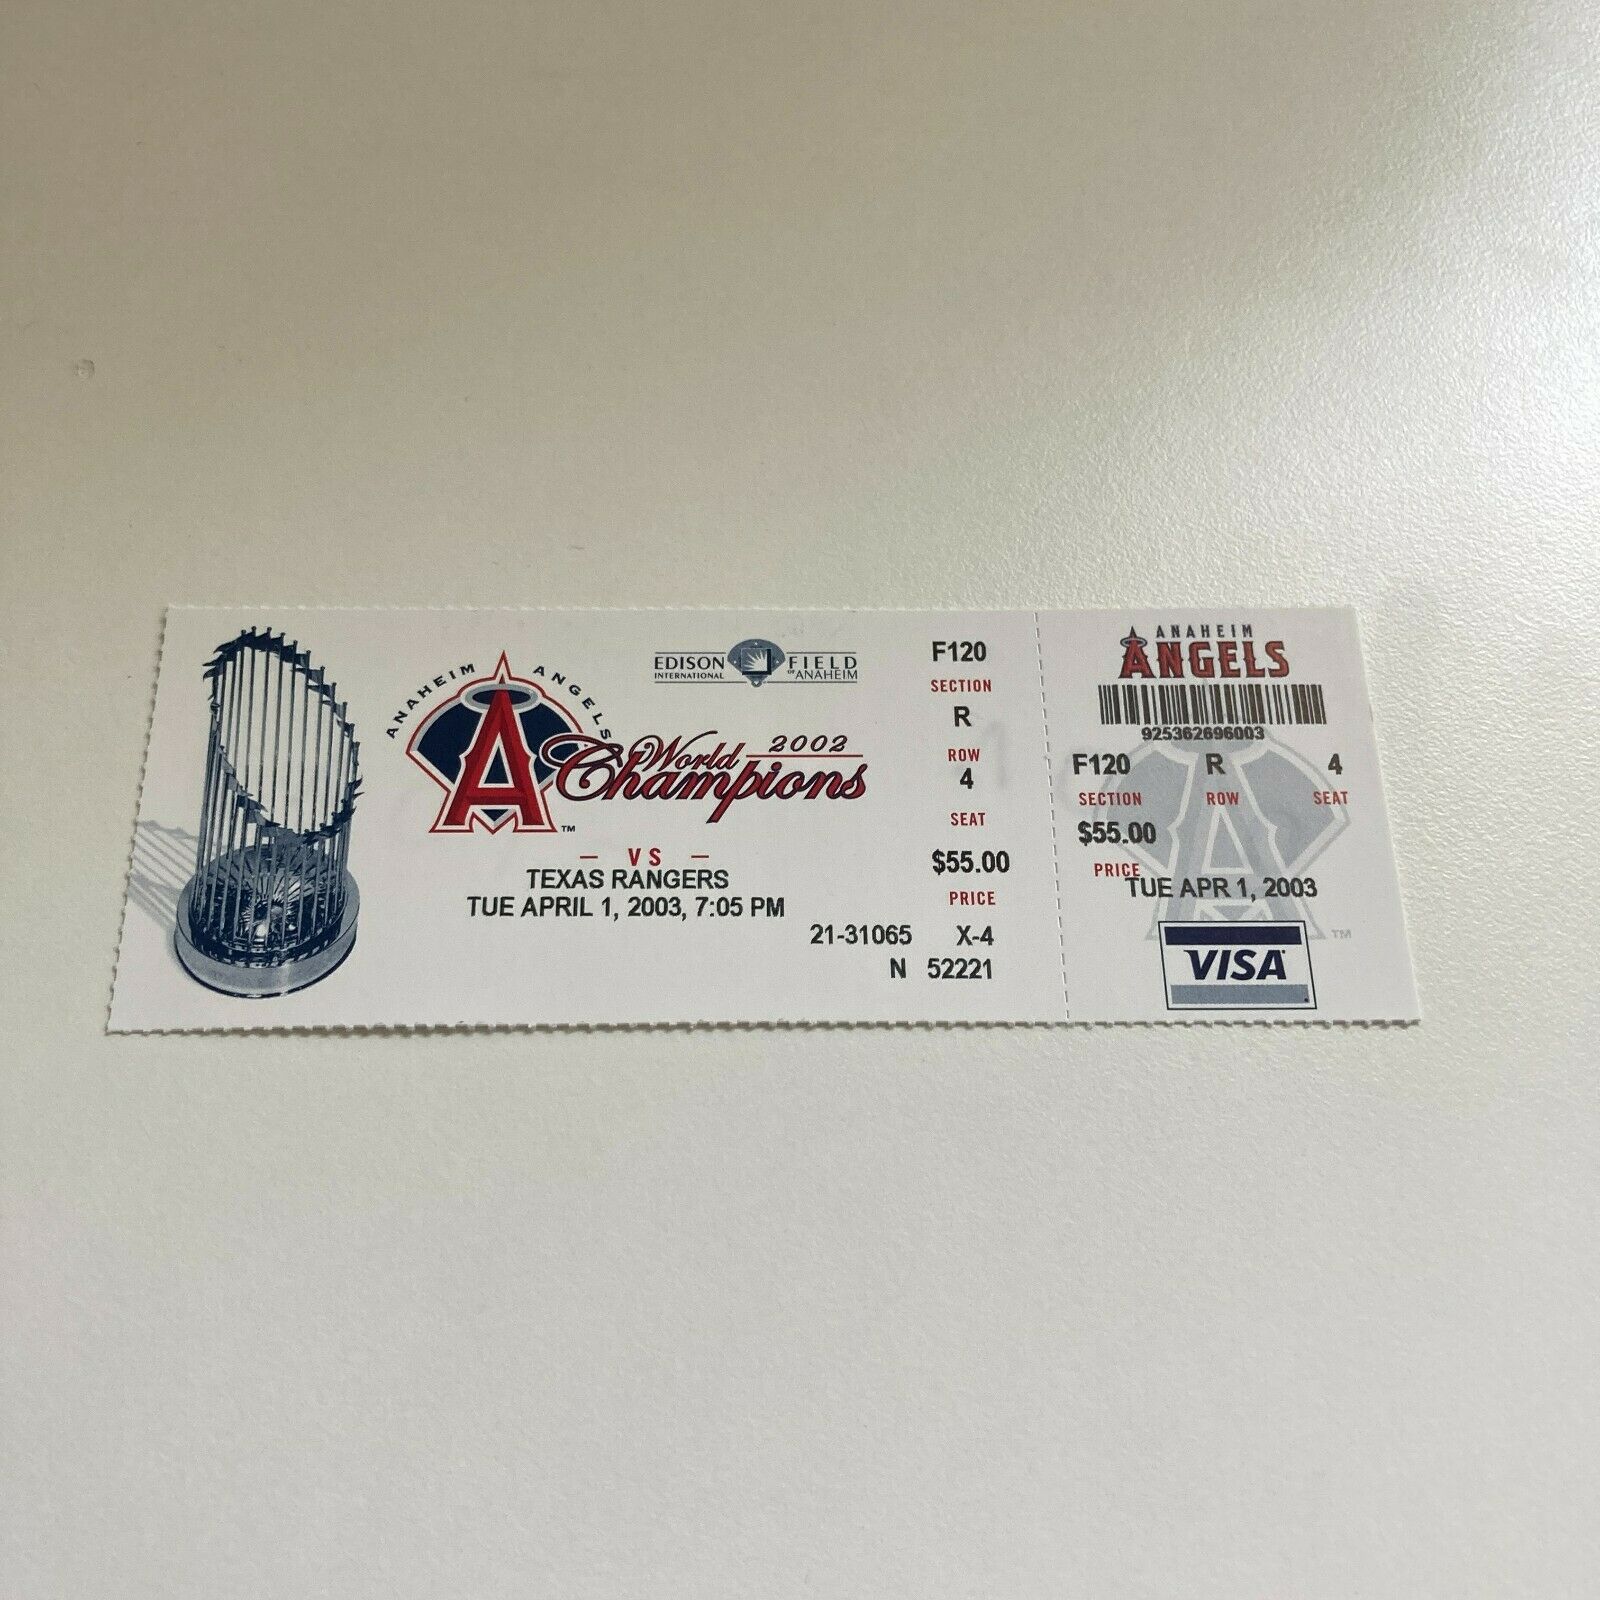 ANAHEIM ANGELS
A
TM
EDISON FIELD
INTERNATIONAL OF ANAHEIM
2002
World
Champions
— VS —
TEXAS RANGERS
TUE APRIL 1, 2003, 7:05 PM
F120
SECTION
R
ROW
4
SEAT
$55.00
PRICE
21-31065 X-4
N 52221
ANAHEIM
ANGELS
925362696003
F120 R 4
SECTION ROW SEAT
$55.00
PRICE
TUE APR 1, 2003
TM
VISA